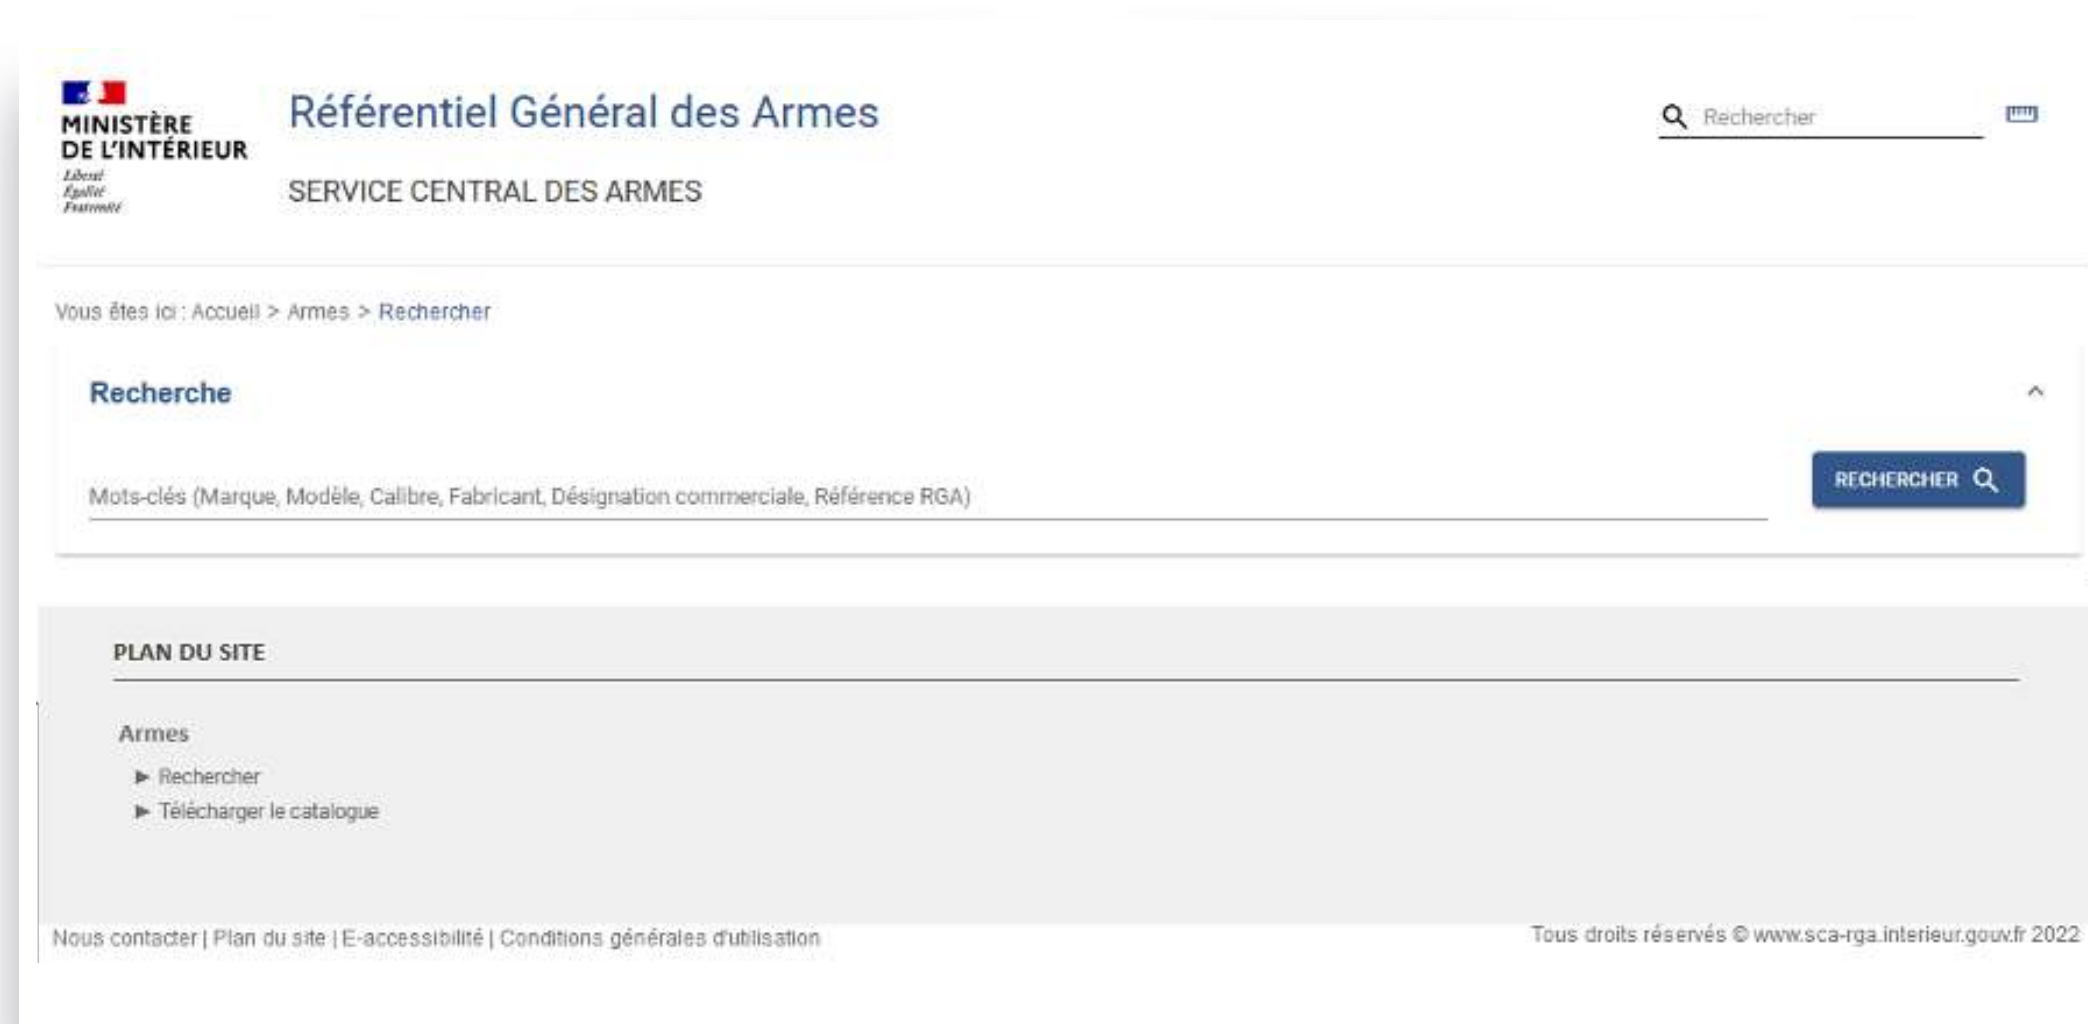 MINISTÈRE
DE L'INTÉRIEUR
Liberté
Égalité
Fraternité
Référentiel Général des Armes
SERVICE CENTRAL DES ARMES
Rechercher
Vous êtes ici : Accueil > Armes > Rechercher
Recherche
Mots-clés (Marque, Modèle, Calibre, Fabricant, Désignation commerciale, Référence RGA)
RECHERCHER
PLAN DU SITE
Armes
► Rechercher
► Télécharger le catalogue
Nous contacter | Plan du site | E-accessibilité | Conditions générales d'utilisation
Tous droits réservés © www.sca-rga.interieur.gouv.fr 2022